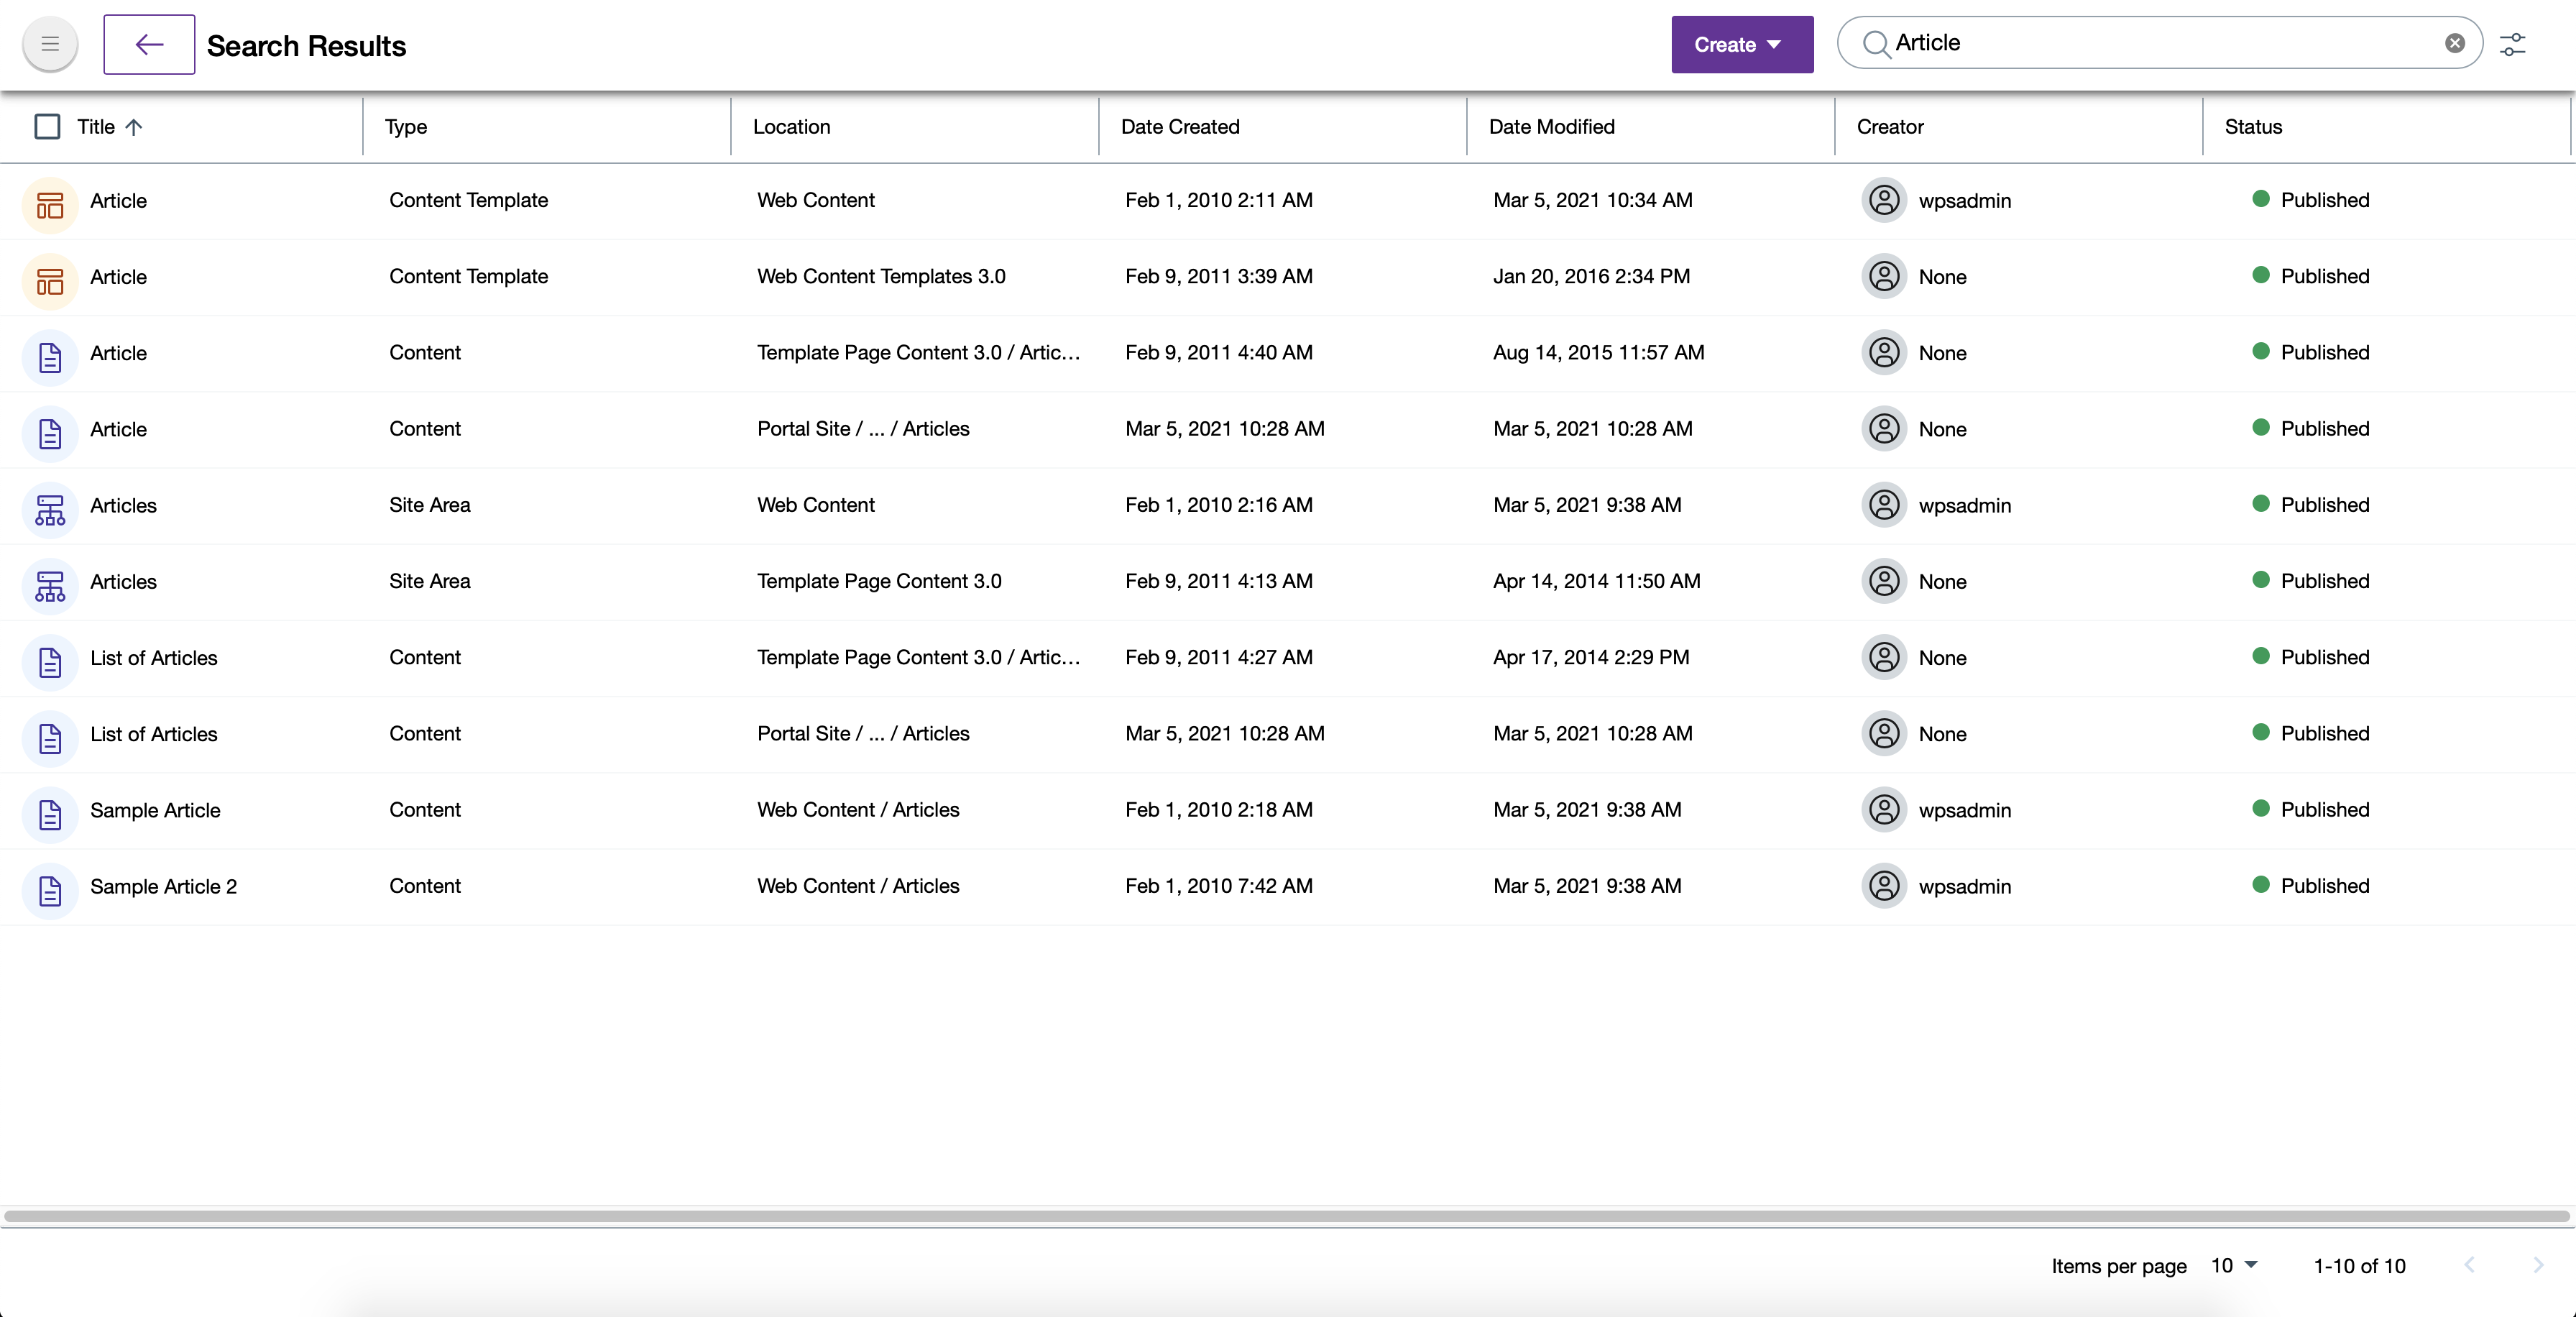 Search Results
Create
Article
Title Type Location Date Created Date Modified Creator Status
Article Content Template Web Content Feb 1, 2010 2:11 AM Mar 5, 2021 10:34 AM wpsadmin Published
Article Content Template Web Content Templates 3.0 Feb 9, 2011 3:39 AM Jan 20, 2016 2:34 PM None Published
Article Content Template Page Content 3.0 / Artic... Feb 9, 2011 4:40 AM Aug 14, 2015 11:57 AM None Published
Article Content Portal Site / ... / Articles Mar 5, 2021 10:28 AM Mar 5, 2021 10:28 AM None Published
Articles Site Area Web Content Feb 1, 2010 2:16 AM Mar 5, 2021 9:38 AM wpsadmin Published
Articles Site Area Template Page Content 3.0 Feb 9, 2011 4:13 AM Apr 14, 2014 11:50 AM None Published
List of Articles Content Template Page Content 3.0 / Artic... Feb 9, 2011 4:27 AM Apr 17, 2014 2:29 PM None Published
List of Articles Content Portal Site / ... / Articles Mar 5, 2021 10:28 AM Mar 5, 2021 10:28 AM None Published
Sample Article Content Web Content / Articles Feb 1, 2010 2:18 AM Mar 5, 2021 9:38 AM wpsadmin Published
Sample Article 2 Content Web Content / Articles Feb 1, 2010 7:42 AM Mar 5, 2021 9:38 AM wpsadmin Published
Items per page 10 1-10 of 10